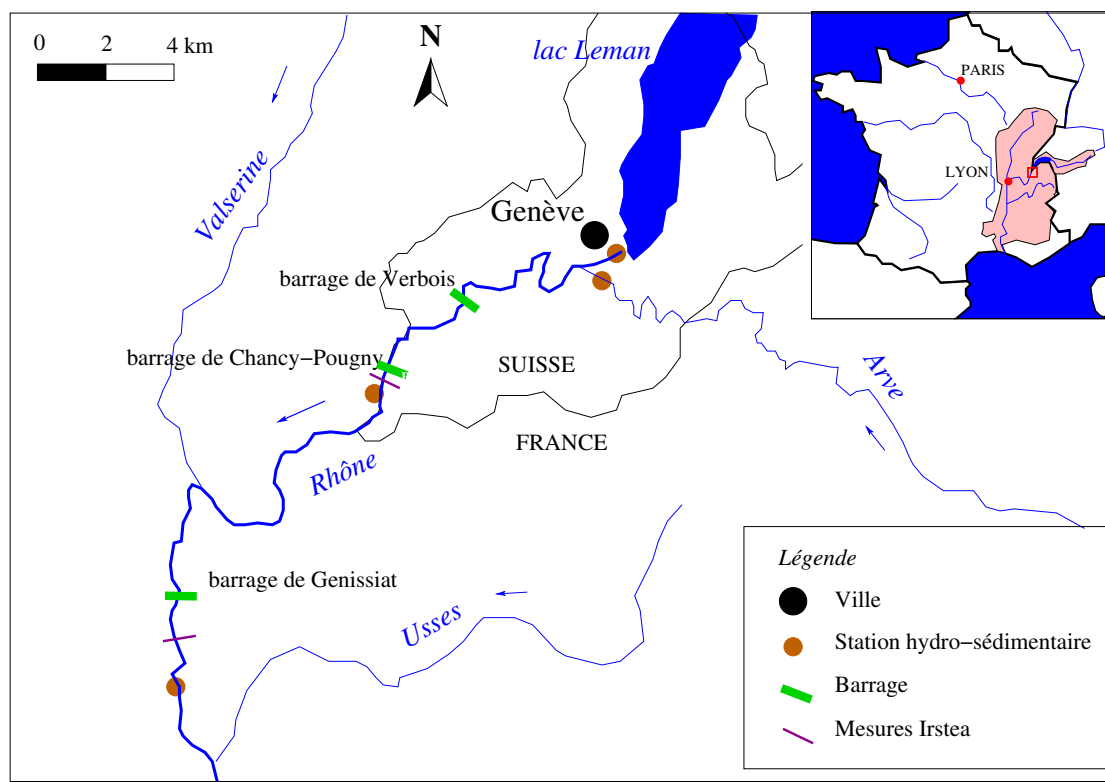 0 2 4 km
N
lac Leman
PARIS
LYON
Valserine
Genève
barrage de Verbois
barrage de Chancy−Pougny
SUISSE
Arve
FRANCE
Rhône
barrage de Genissiat
Usses
Légende
Ville
Station hydro−sédimentaire
Barrage
Mesures Irstea